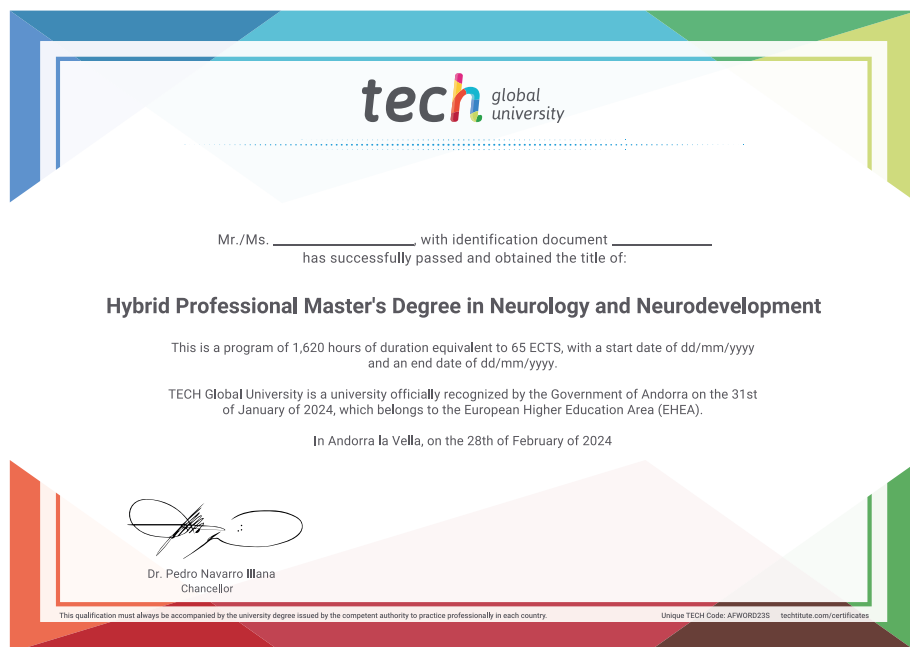 tech global
university
Mr./Ms. ____________, with identification document ____________
has successfully passed and obtained the title of:
Hybrid Professional Master's Degree in Neurology and Neurodevelopment
This is a program of 1,620 hours of duration equivalent to 65 ECTS, with a start date of dd/mm/yyyy
and an end date of dd/mm/yyyy.
TECH Global University is a university officially recognized by the Government of Andorra on the 31st
of January of 2024, which belongs to the European Higher Education Area (EHEA).
In Andorra la Vella, on the 28th of February of 2024
Dr. Pedro Navarro Illana
Chancellor
This qualification must always be accompanied by the university degree issued by the competent authority to practice professionally in each country. Unique TECH Code: AFWORD23S techtitute.com/certificates